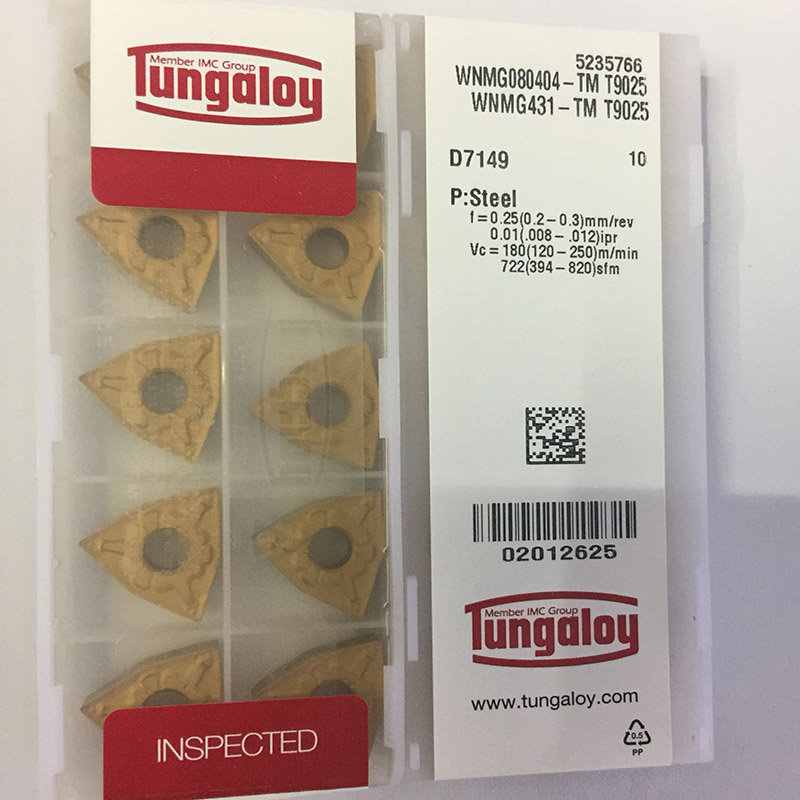 Member IMC Group
Tungaloy
INSPECTED
5235766
WNMG080404-TM T9025
WNMG431-TM T9025
D7149 10
P:Steel
f=0.25(0.2-0.3)mm/rev
0.01(.008-.012)ipr
Vc=180(120-250)m/min
722(394-820)sfm
02012625
Member IMC Group
Tungaloy
www.tungaloy.com
0.5
PP